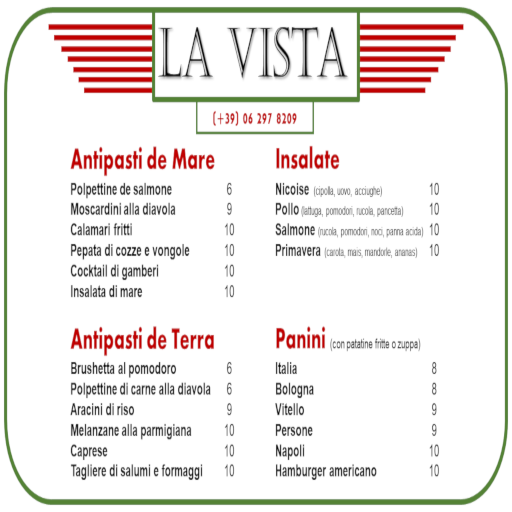 LA VISTA
(+39) 06 297 8209
Antipasti de Mare
Polpettine de salmone 6
Moscardini alla diavola 9
Calamari fritti 10
Pepata di cozze e vongole 10
Cocktail di gamberi 10
Insalata di mare 10
Insalate
Nicoise (cipolla, uovo, acciughe) 10
Pollo (lattuga, pomodori, rucola, pancetta) 10
Salmone (rucola, pomodori, noci, panna acida) 10
Primavera (carota, mais, mandorle, ananas) 10
Antipasti de Terra
Brushetta al pomodoro 6
Polpettine di carne alla diavola 6
Aracini di riso 9
Melanzane alla parmigiana 10
Caprese 10
Tagliere di salumi e formaggi 10
Panini (con patatine fritte o zuppa)
Italia 8
Bologna 8
Vitello 9
Persone 9
Napoli 10
Hamburger americano 10